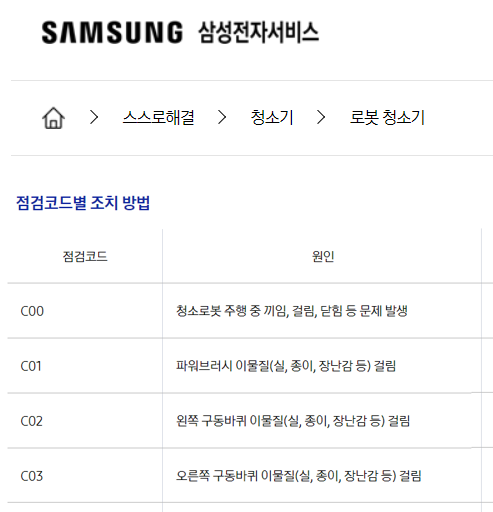 SAMSUNG 삼성전자서비스
스스로해결 > 청소기 > 로봇 청소기
점검코드별 조치 방법
점검코드 원인
C00 청소로봇 주행 중 끼임, 걸림, 닫힘 등 문제 발생
C01 파워브러시 이물질(실, 종이, 장난감 등) 걸림
C02 왼쪽 구동바퀴 이물질(실, 종이, 장난감 등) 걸림
C03 오른쪽 구동바퀴 이물질(실, 종이, 장난감 등) 걸림